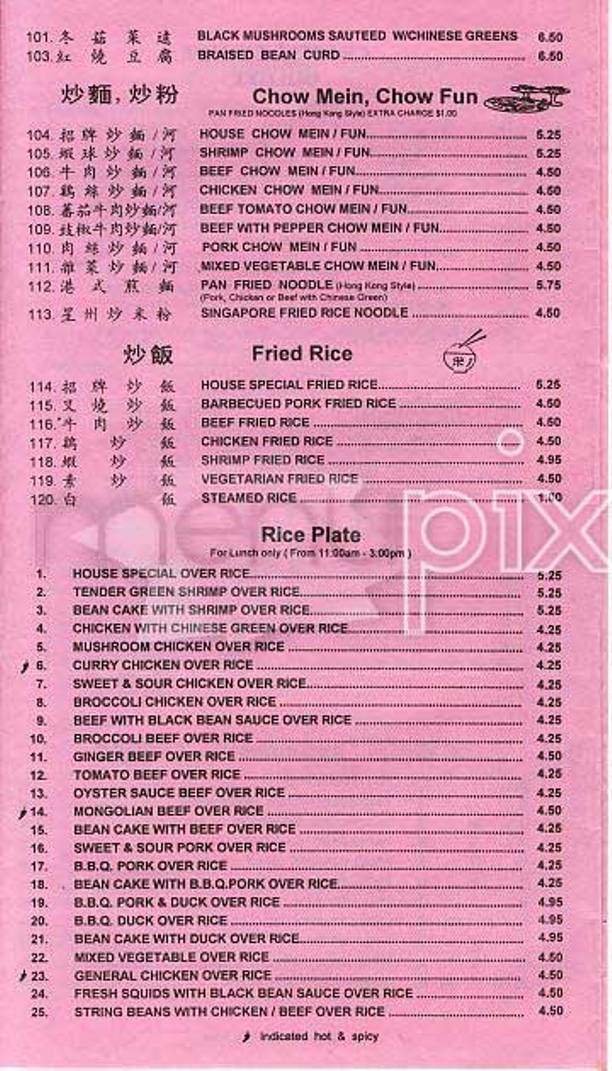 101. 冬 菇 菜 遠 BLACK MUSHROOMS SAUTEED W/CHINESE GREENS 6.50
103. 紅 燒 豆 腐 BRAISED BEAN CURD 6.50
炒麵, 炒粉 Chow Mein, Chow Fun
PAN FRIED NOODLES (Hong Kong Style) EXTRA CHARGE $1.00
104. 招 牌 炒 麵 / 河 HOUSE CHOW MEIN / FUN 5.25
105. 蝦 球 炒 麵 / 河 SHRIMP CHOW MEIN / FUN 5.25
106. 牛 肉 炒 麵 / 河 BEEF CHOW MEIN / FUN 4.50
107. 鷄 絲 炒 麵 / 河 CHICKEN CHOW MEIN / FUN 4.50
108. 蕃茄牛肉炒麵/河 BEEF TOMATO CHOW MEIN / FUN 4.50
109. 豉椒牛肉炒麵/河 BEEF WITH PEPPER CHOW MEIN / FUN 4.50
110. 肉 絲 炒 麵 / 河 PORK CHOW MEIN / FUN 4.50
111. 雜 菜 炒 麵 / 河 MIXED VEGETABLE CHOW MEIN / FUN 4.50
112. 港 式 煎 麵 PAN FRIED NOODLE (Hong Kong Style) 5.75
(Pork, Chicken or Beef with Chinese Green)
113. 星 州 炒 米 粉 SINGAPORE FRIED RICE NOODLE 4.50
炒飯 Fried Rice
米
114. 招 牌 炒 飯 HOUSE SPECIAL FRIED RICE 5.25
115. 叉 燒 炒 飯 BARBECUED PORK FRIED RICE 4.50
116. 牛 肉 炒 飯 BEEF FRIED RICE 4.50
117. 鷄 炒 飯 CHICKEN FRIED RICE 4.50
118. 蝦 炒 飯 SHRIMP FRIED RICE 4.95
119. 素 炒 飯 VEGETARIAN FRIED RICE 4.50
120. 白 飯 STEAMED RICE
menupix
Rice Plate
For Lunch only ( From 11:00am - 3:00pm )
1. HOUSE SPECIAL OVER RICE 5.25
2. TENDER GREEN SHRIMP OVER RICE 5.25
3. BEAN CAKE WITH SHRIMP OVER RICE 5.25
4. CHICKEN WITH CHINESE GREEN OVER RICE 4.25
5. MUSHROOM CHICKEN OVER RICE 4.25
6. CURRY CHICKEN OVER RICE 4.25
7. SWEET & SOUR CHICKEN OVER RICE 4.25
8. BROCCOLI CHICKEN OVER RICE 4.25
9. BEEF WITH BLACK BEAN SAUCE OVER RICE 4.25
10. BROCCOLI BEEF OVER RICE 4.25
11. GINGER BEEF OVER RICE 4.50
12. TOMATO BEEF OVER RICE 4.25
13. OYSTER SAUCE BEEF OVER RICE 4.25
14. MONGOLIAN BEEF OVER RICE 4.50
15. BEAN CAKE WITH BEEF OVER RICE 4.25
16. SWEET & SOUR PORK OVER RICE 4.25
17. B.B.Q. PORK OVER RICE 4.25
18. BEAN CAKE WITH B.B.Q.PORK OVER RICE 4.25
19. B.B.Q. PORK & DUCK OVER RICE 4.95
20. B.B.Q. DUCK OVER RICE 4.95
21. BEAN CAKE WITH DUCK OVER RICE 4.95
22. MIXED VEGETABLE OVER RICE 4.50
23. GENERAL CHICKEN OVER RICE 4.50
24. FRESH SQUIDS WITH BLACK BEAN SAUCE OVER RICE 4.50
25. STRING BEANS WITH CHICKEN / BEEF OVER RICE 4.50
indicated hot & spicy